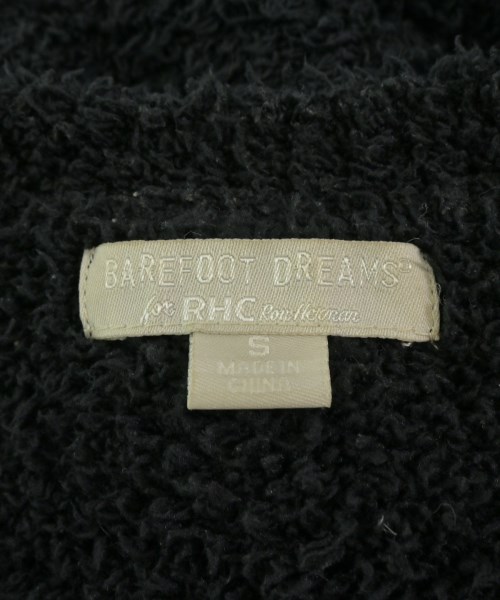 BAREFOOT DREAMS®
for RHC Ron Herman
S
MADE IN
CHINA